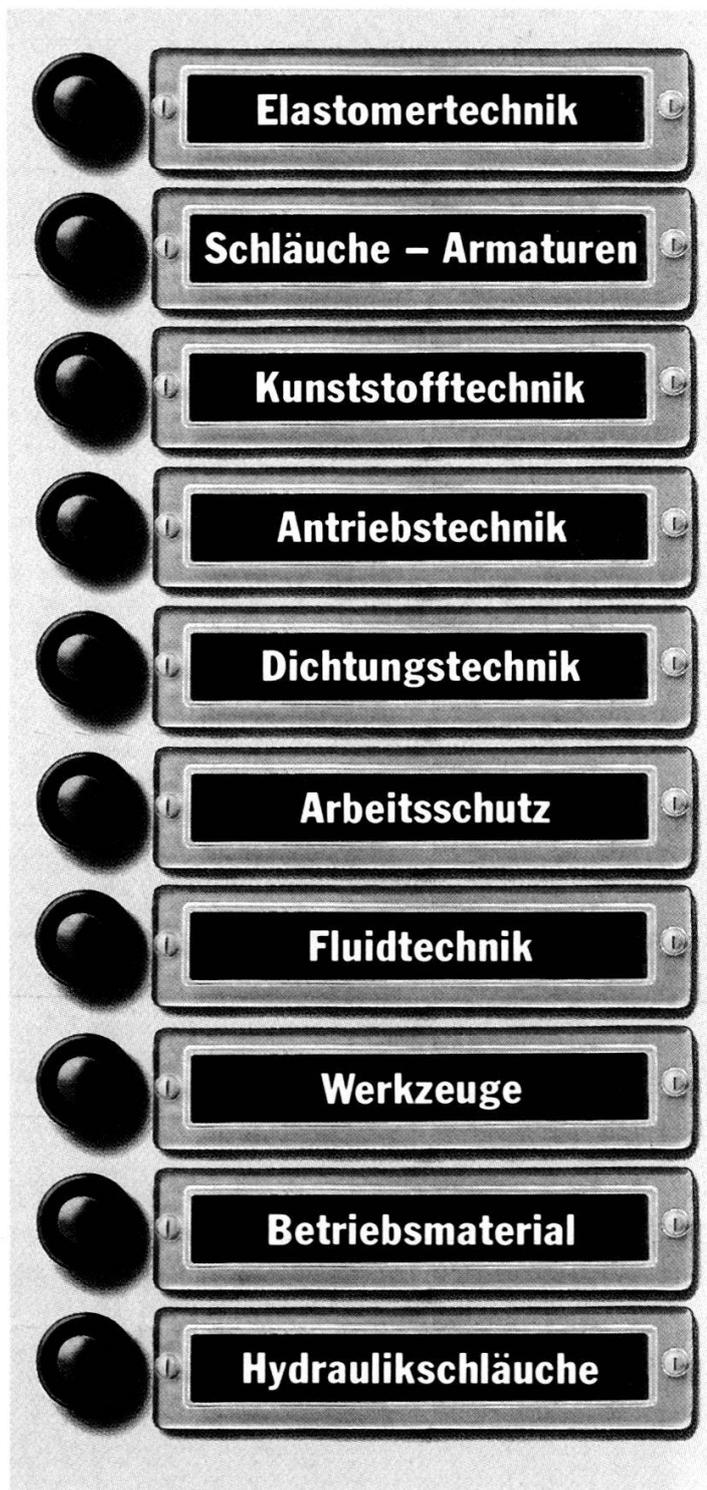 Elastomertechnik
Schläuche – Armaturen
Kunststofftechnik
Antriebstechnik
Dichtungstechnik
Arbeitsschutz
Fluidtechnik
Werkzeuge
Betriebsmaterial
Hydraulikschläuche